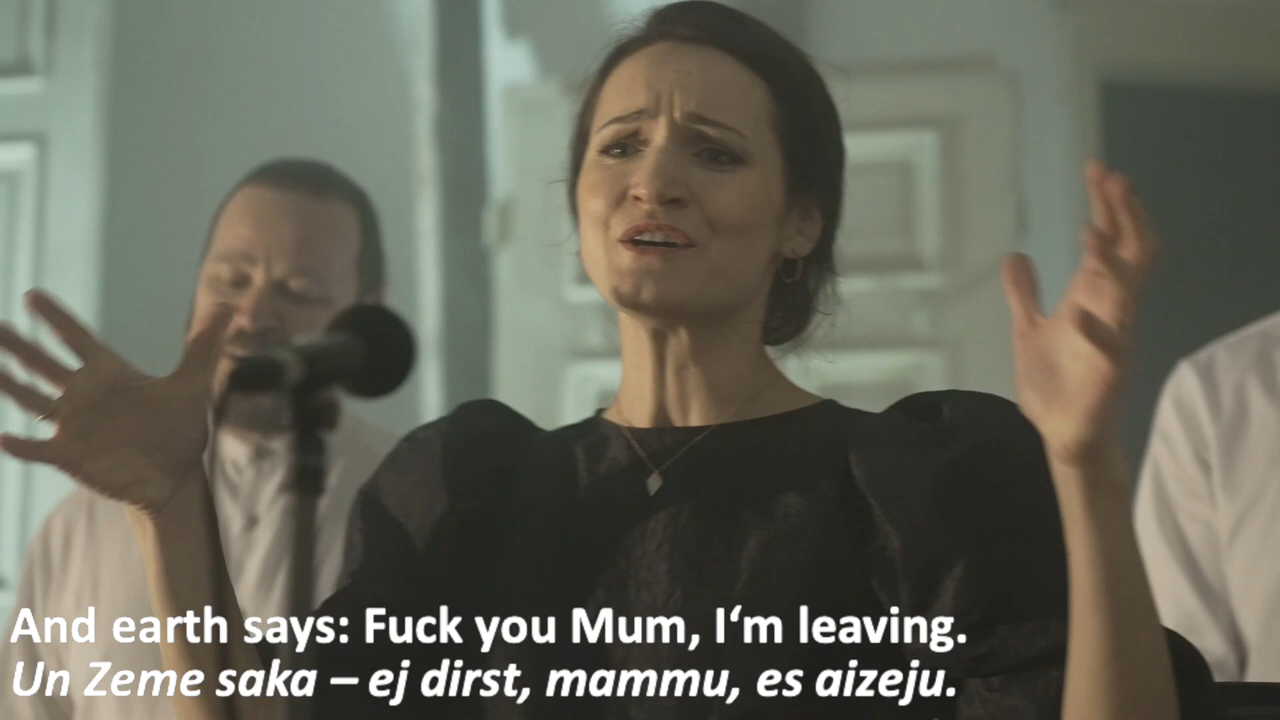 And earth says: Fuck you Mum, I‘m leaving.
Un Zeme saka – ej dirst, mammu, es aizeju.